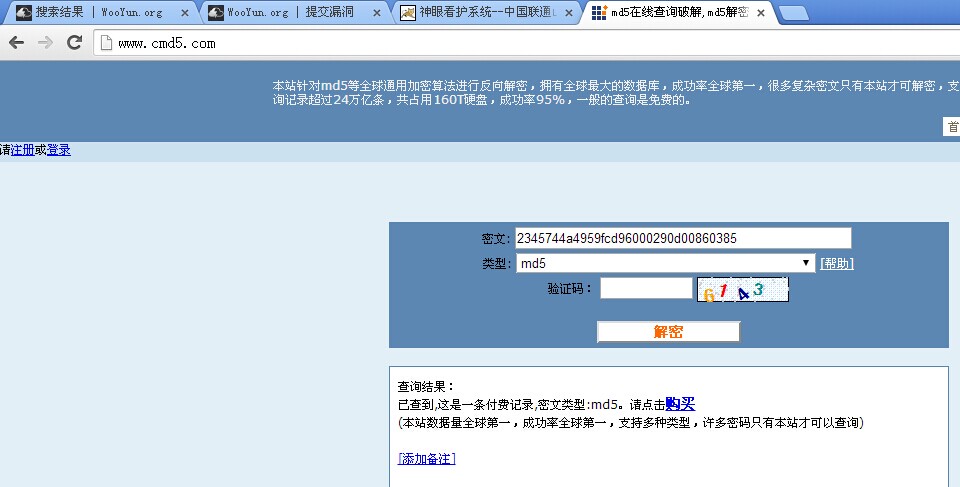 搜索结果 | WooYun.org
WooYun.org | 提交漏洞
神眼看护系统--中国联通
md5在线查询破解,md5解密
www.cmd5.com
本站针对md5等全球通用加密算法进行反向解密，拥有全球最大的数据库，成功率全球第一，很多复杂密文只有本站才可解密，支
询记录超过24万亿条，共占用160T硬盘，成功率95%，一般的查询是免费的。
首
请注册或登录
密文: 2345744a4959fcd96000290d00860385
类型: md5 [帮助]
验证码： 6143
解密
查询结果：
已查到,这是一条付费记录,密文类型:md5。请点击购买
(本站数据量全球第一，成功率全球第一，支持多种类型，许多密码只有本站才可以查询)
[添加备注]